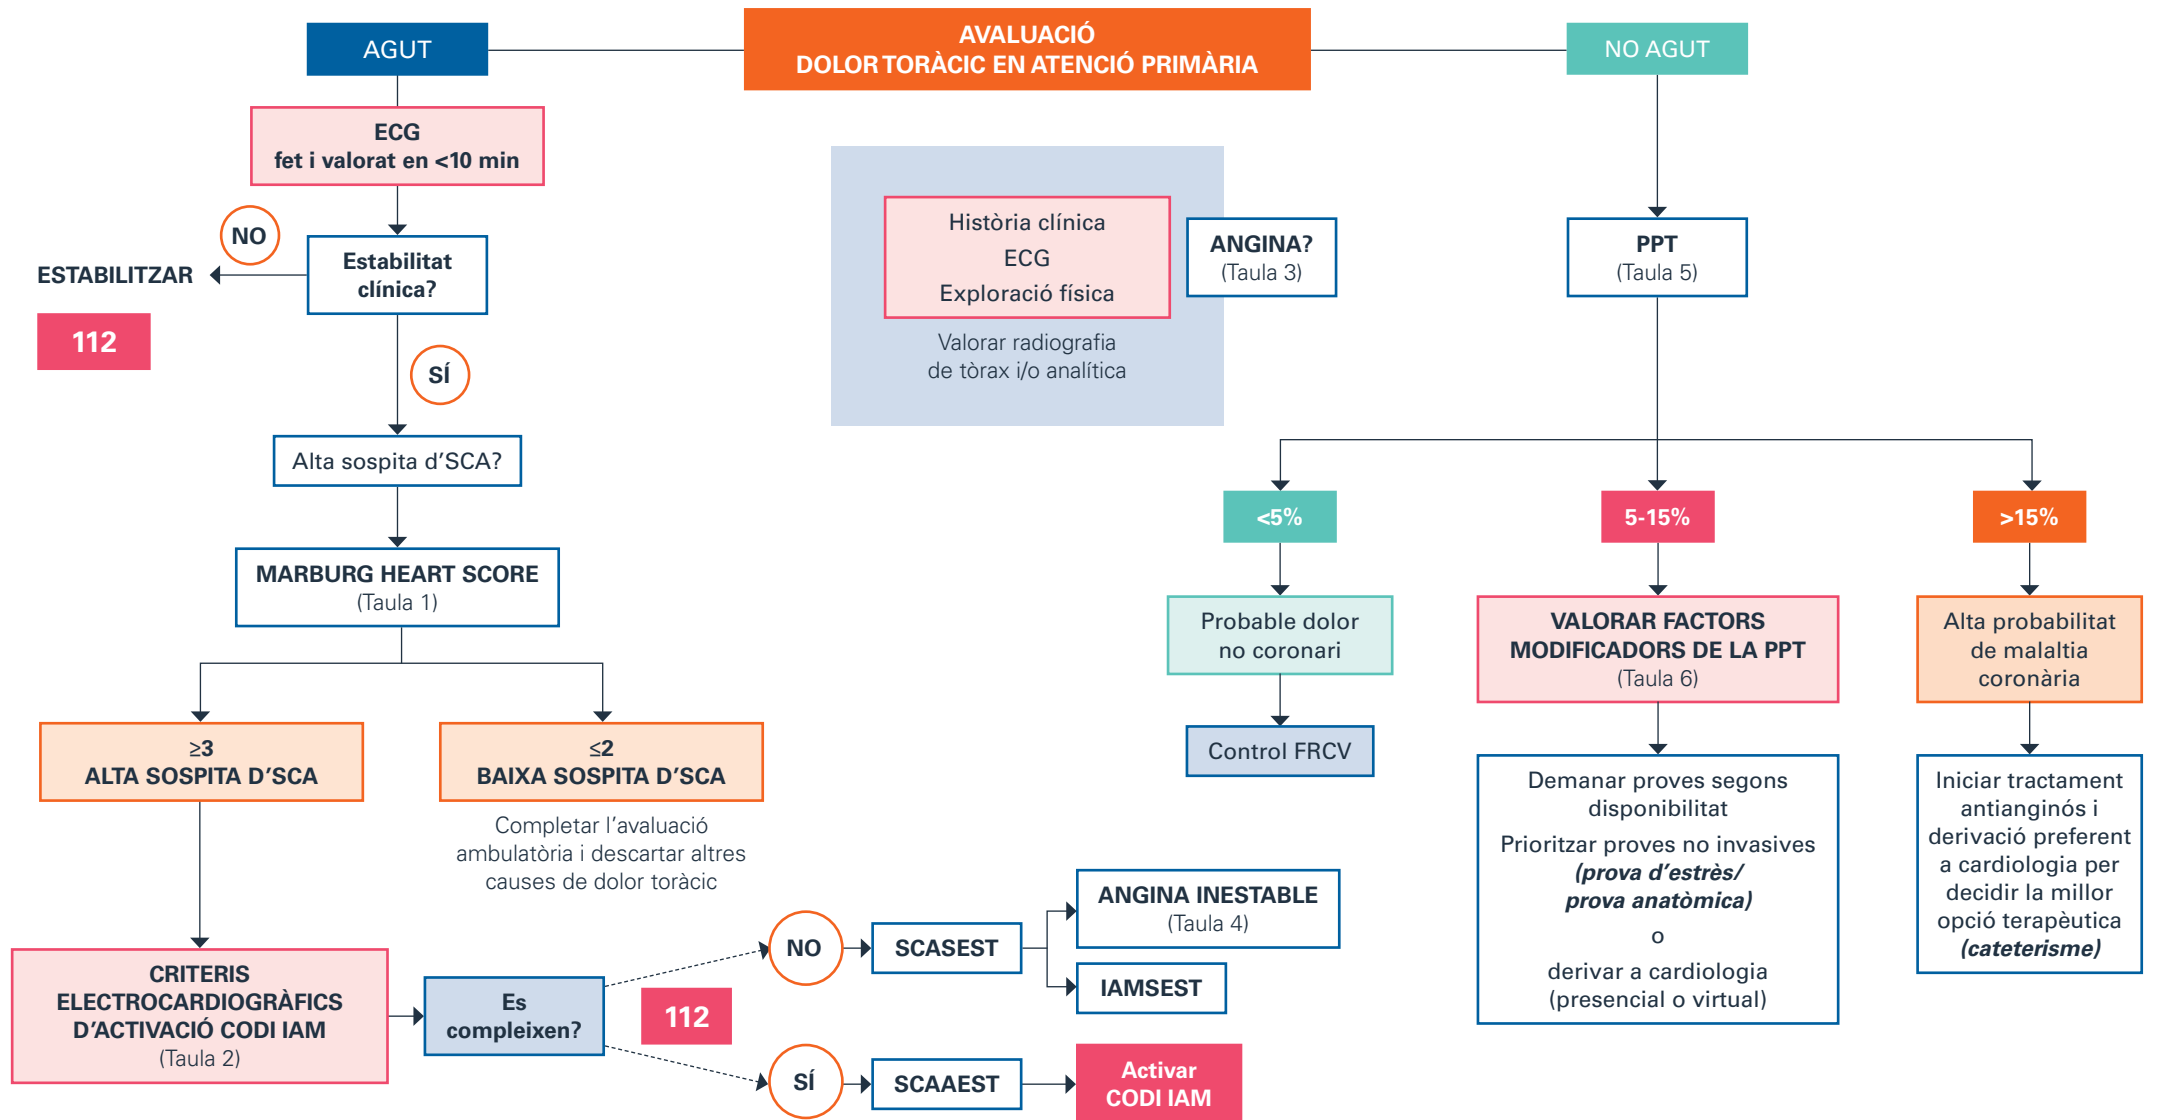 AVALUACIÓ
DOLOR TORÀCIC EN ATENCIÓ PRIMÀRIA
AGUT
ECG
fet i valorat en <10 min
Estabilitat
clínica?
NO
ESTABILITZAR
112
SÍ
Alta sospita d'SCA?
MARBURG HEART SCORE
(Taula 1)
≥3
ALTA SOSPITA D'SCA
≤2
BAIXA SOSPITA D'SCA
Completar l'avaluació
ambulatòria i descartar altres
causes de dolor toràcic
CRITERIS
ELECTROCARDIOGRÀFICS
D'ACTIVACIÓ CODI IAM
(Taula 2)
Es
compleixen?
112
NO
SCASEST
ANGINA INESTABLE
(Taula 4)
IAMSEST
SÍ
SCAAEST
Activar
CODI IAM
Història clínica
ECG
Exploració física
Valorar radiografia
de tòrax i/o analítica
ANGINA?
(Taula 3)
NO AGUT
PPT
(Taula 5)
<5%
Probable dolor
no coronari
Control FRCV
5-15%
VALORAR FACTORS
MODIFICADORS DE LA PPT
(Taula 6)
Demanar proves segons
disponibilitat
Prioritzar proves no invasives
(prova d'estrès/
prova anatòmica)
o
derivar a cardiologia
(presencial o virtual)
>15%
Alta probabilitat
de malaltia
coronària
Iniciar tractament
antianginós i
derivació preferent
a cardiologia per
decidir la millor
opció terapèutica
(cateterisme)